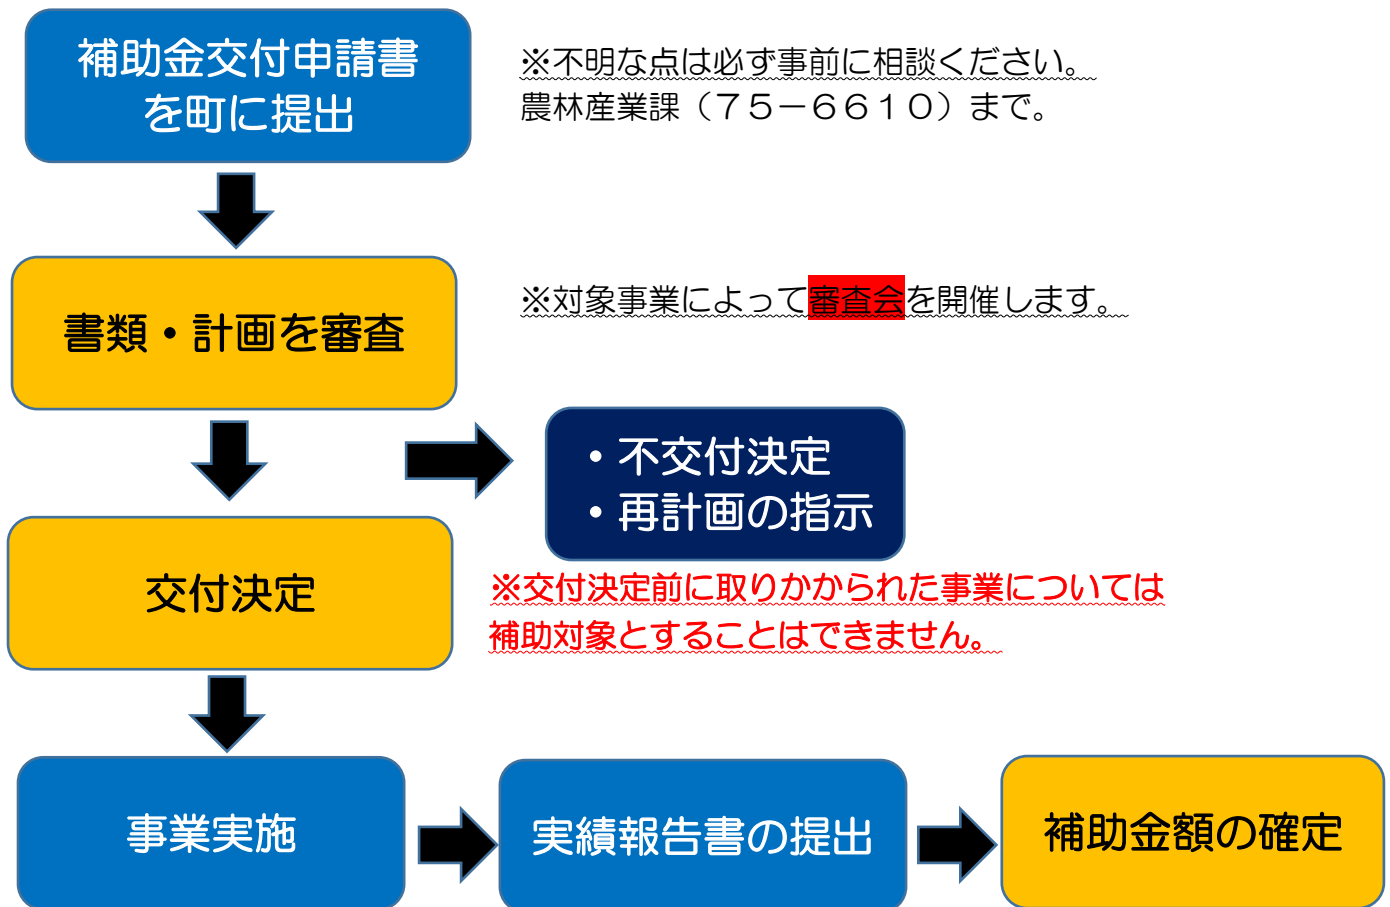 補助金交付申請書
を町に提出
※不明な点は必ず事前に相談ください。
農林産業課（７５－６６１０）まで。
書類・計画を審査
※対象事業によって審査会を開催します。
・不交付決定
・再計画の指示
交付決定
※交付決定前に取りかかられた事業については
補助対象とすることはできません。
事業実施
実績報告書の提出
補助金額の確定